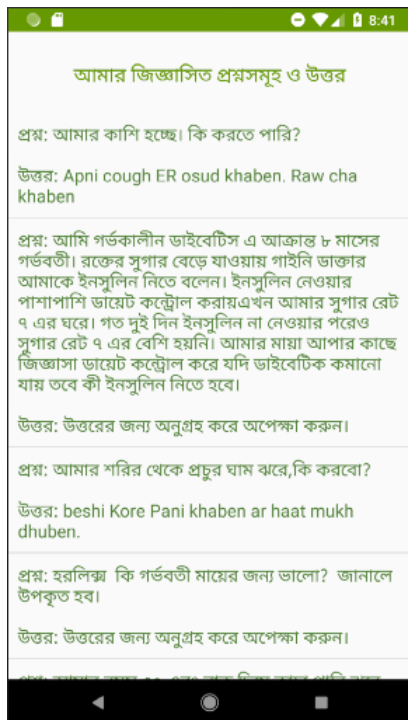 8:41
আমার জিজ্ঞাসিত প্রশ্নসমূহ ও উত্তর
প্রশ্ন: আমার কাশি হচ্ছে। কি করতে পারি?
উত্তর: Apni cough ER osud khaben. Raw cha
khaben
প্রশ্ন: আমি গর্ভকালীন ডাইবেটিস এ আক্রান্ত ৮ মাসের
গর্ভবতী। রক্তের সুগার বেড়ে যাওয়ায় গাইনি ডাক্তার
আমাকে ইনসুলিন নিতে বলেন। ইনসুলিন নেওয়ার
পাশাপাশি ডায়েট কন্ট্রোল করায়এখন আমার সুগার রেট
৭ এর ঘরে। গত দুই দিন ইনসুলিন না নেওয়ার পরেও
সুগার রেট ৭ এর বেশি হয়নি। আমার মায়া আপার কাছে
জিজ্ঞাসা ডায়েট কন্ট্রোল করে যদি ডাইবেটিক কমানো
যায় তবে কী ইনসুলিন নিতে হবে।
উত্তর: উত্তরের জন্য অনুগ্রহ করে অপেক্ষা করুন।
প্রশ্ন: আমার শরির থেকে প্রচুর ঘাম ঝরে,কি করবো?
উত্তর: beshi Kore Pani khaben ar haat mukh
dhuben.
প্রশ্ন: হরলিক্স কি গর্ভবতী মায়ের জন্য ভালো? জানালে
উপকৃত হব।
উত্তর: উত্তরের জন্য অনুগ্রহ করে অপেক্ষা করুন।